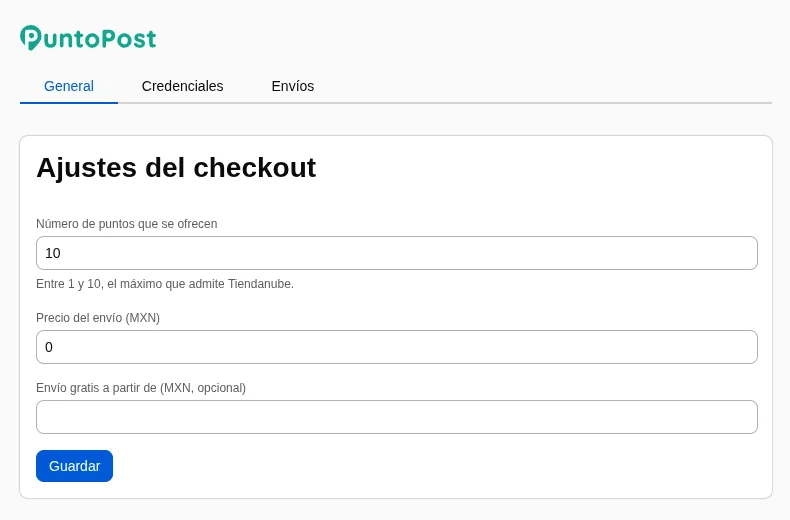 PuntoPost
General
Credenciales
Envíos
Ajustes del checkout
Número de puntos que se ofrecen
10
Entre 1 y 10, el máximo que admite Tiendanube.
Precio del envío (MXN)
0
Envío gratis a partir de (MXN, opcional)
Guardar